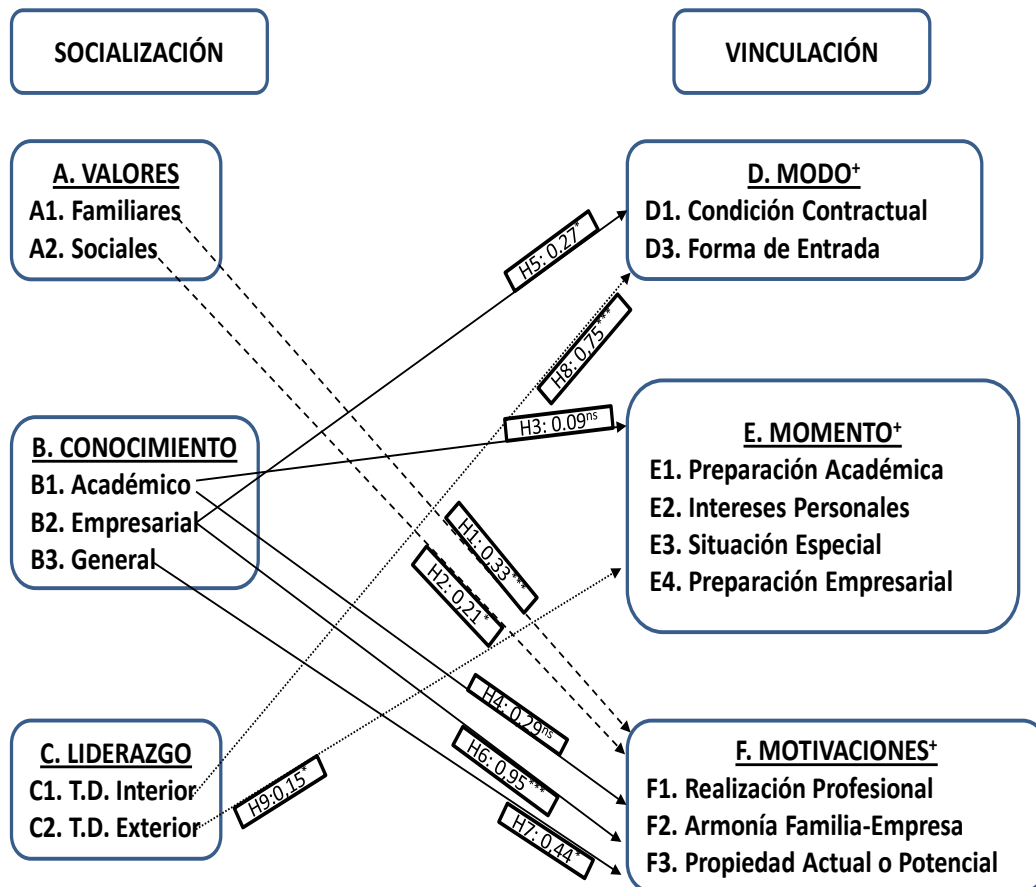 SOCIALIZACIÓN
VINCULACIÓN
A. VALORES
A1. Familiares
A2. Sociales
D. MODO⁺
D1. Condición Contractual
D3. Forma de Entrada
H5: 0.27*
H8: 0,75***
H3: 0.09ⁿˢ
B. CONOCIMIENTO
B1. Académico
B2. Empresarial
B3. General
E. MOMENTO⁺
E1. Preparación Académica
E2. Intereses Personales
E3. Situación Especial
E4. Preparación Empresarial
H1: 0,33***
H2: 0,21*
H4: 0,29ⁿˢ
H6: 0,95***
H7: 0,44*
H9:0,15*
C. LIDERAZGO
C1. T.D. Interior
C2. T.D. Exterior
F. MOTIVACIONES⁺
F1. Realización Profesional
F2. Armonía Familia-Empresa
F3. Propiedad Actual o Potencial